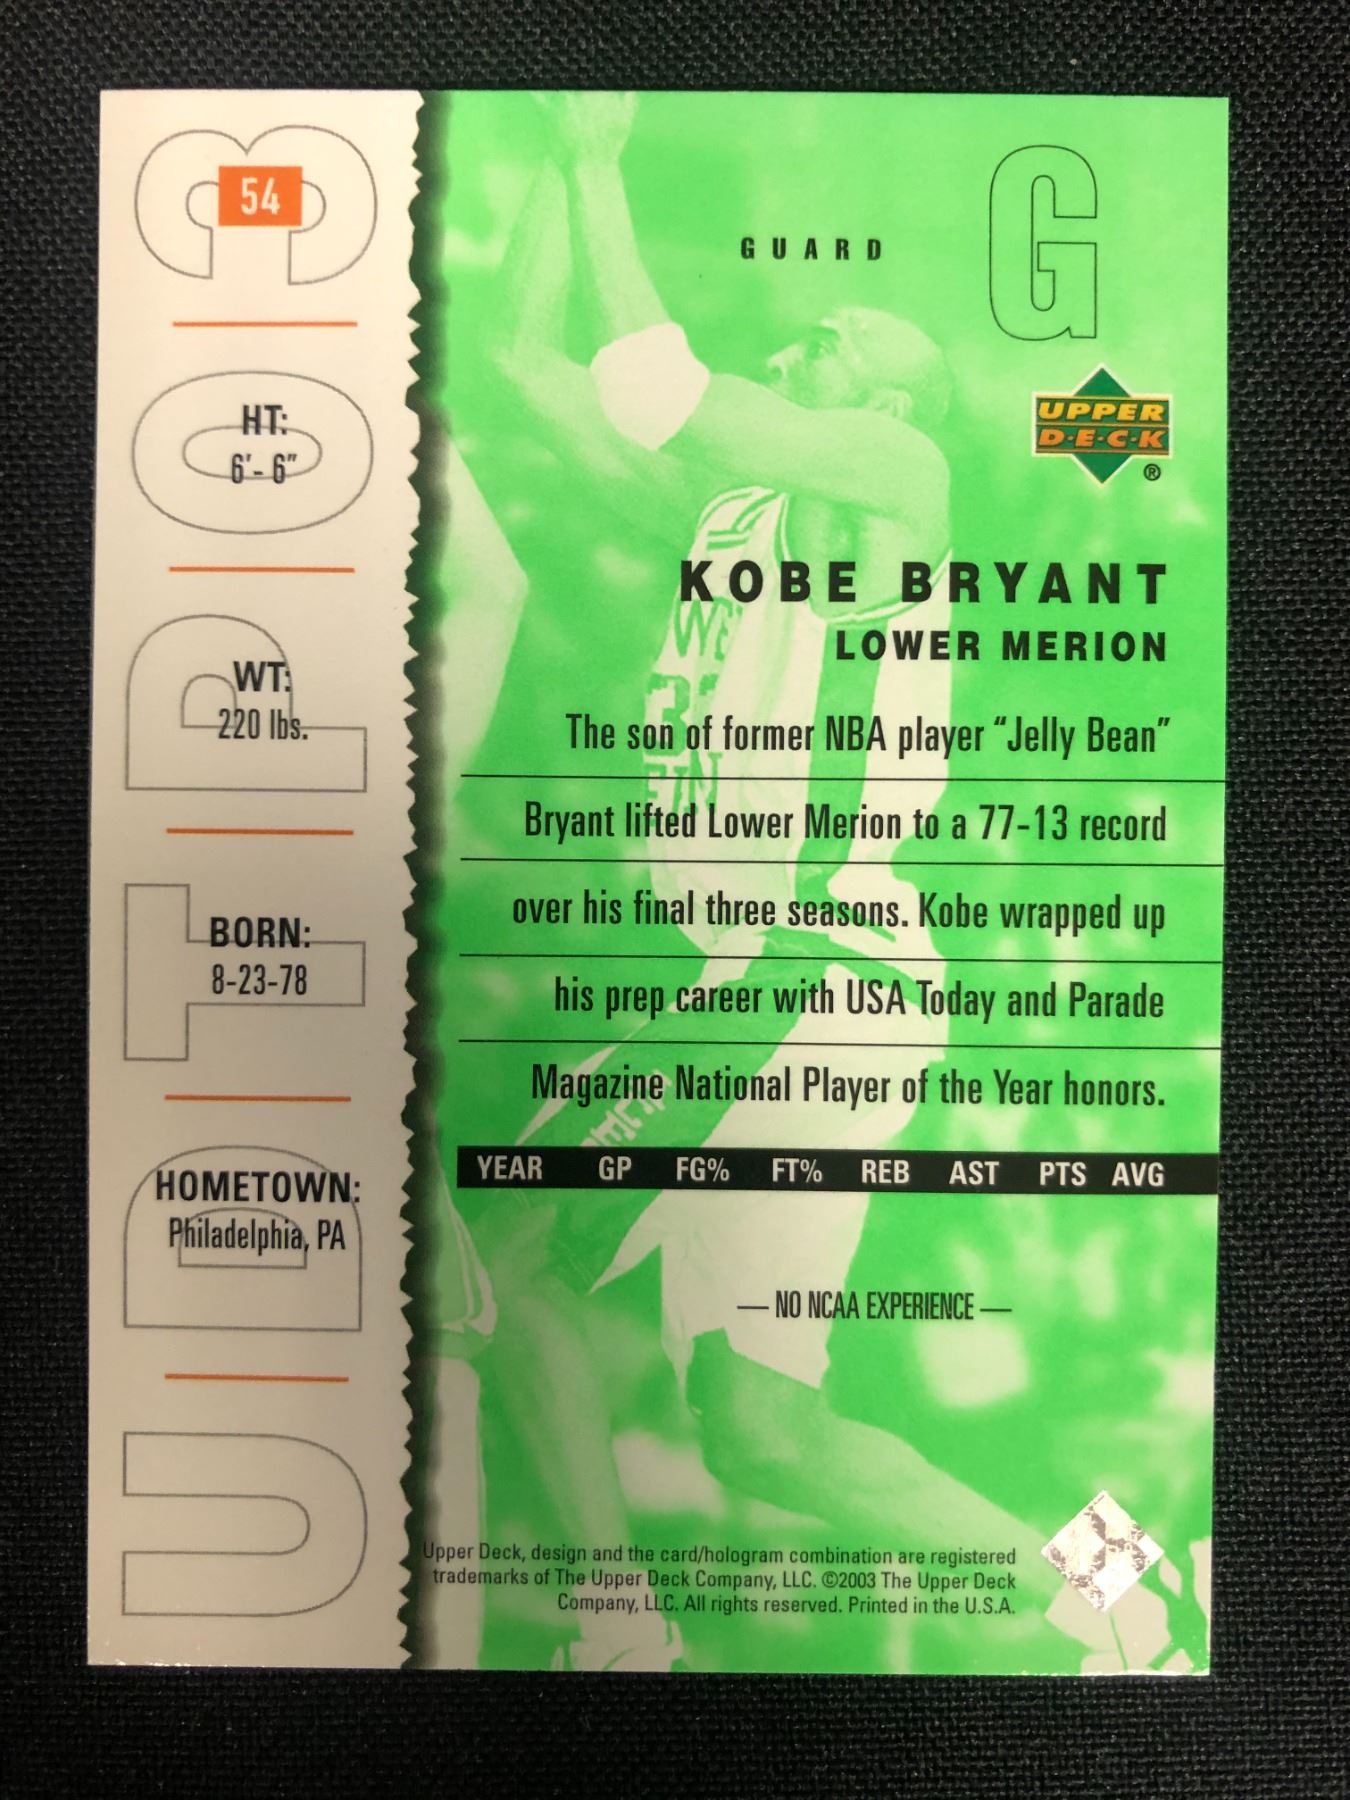 54
HT:
6'- 6"
WT:
220 lbs.
BORN:
8-23-78
HOMETOWN:
Philadelphia, PA
UDTPO3
GUARD
G
UPPER
D·E·C·K
®
KOBE BRYANT
LOWER MERION
The son of former NBA player “Jelly Bean”
Bryant lifted Lower Merion to a 77-13 record
over his final three seasons. Kobe wrapped up
his prep career with USA Today and Parade
Magazine National Player of the Year honors.
YEAR GP FG% FT% REB AST PTS AVG
— NO NCAA EXPERIENCE —
Upper Deck, design and the card/hologram combination are registered
trademarks of The Upper Deck Company, LLC. ©2003 The Upper Deck
Company, LLC. All rights reserved. Printed in the U.S.A.